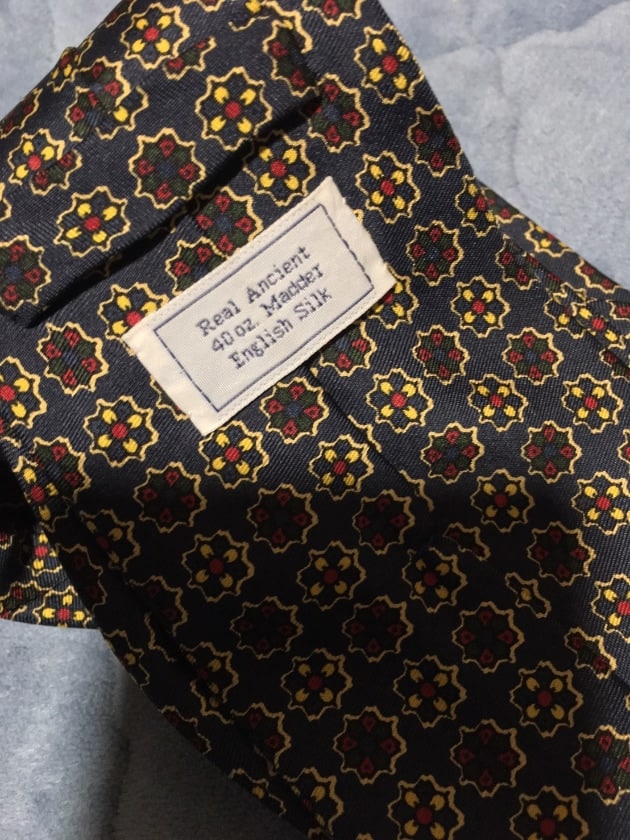 Real Ancient
40 oz. Madder
English Silk